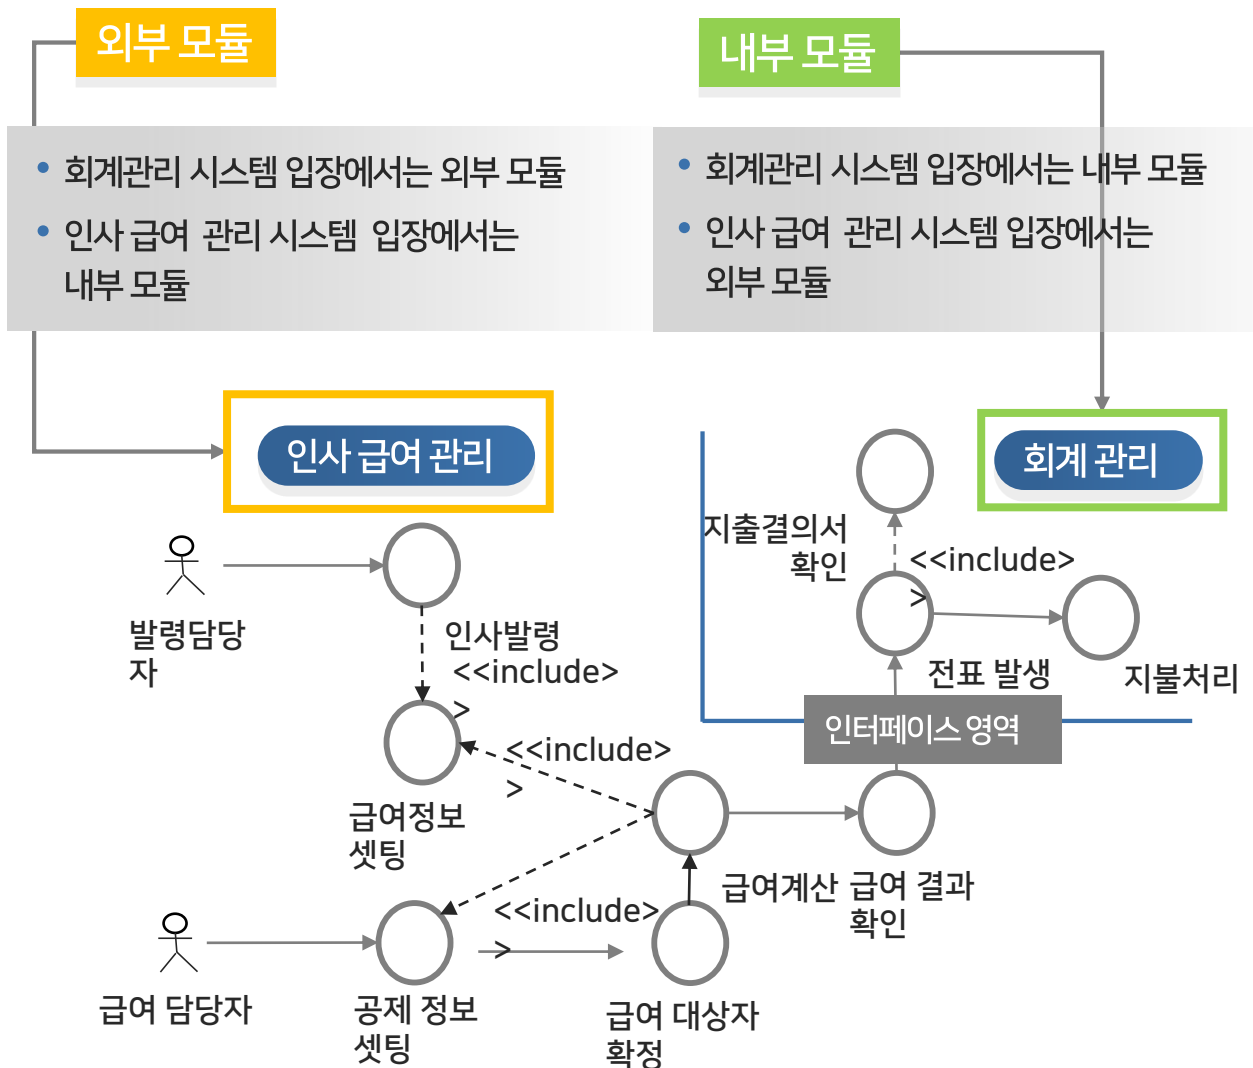 외부 모듈
내부 모듈
• 회계관리 시스템 입장에서는 외부 모듈
• 인사 급여 관리 시스템 입장에서는
내부 모듈
• 회계관리 시스템 입장에서는 내부 모듈
• 인사 급여 관리 시스템 입장에서는
외부 모듈
인사 급여 관리
회계 관리
지출결의서
확인
<<include>
>
발령담당
자
인사발령
<<include>
>
전표 발생
지불처리
인터페이스 영역
<<include>
>
급여정보
셋팅
급여계산
급여 결과
확인
<<include>
>
급여 담당자
공제 정보
셋팅
급여 대상자
확정